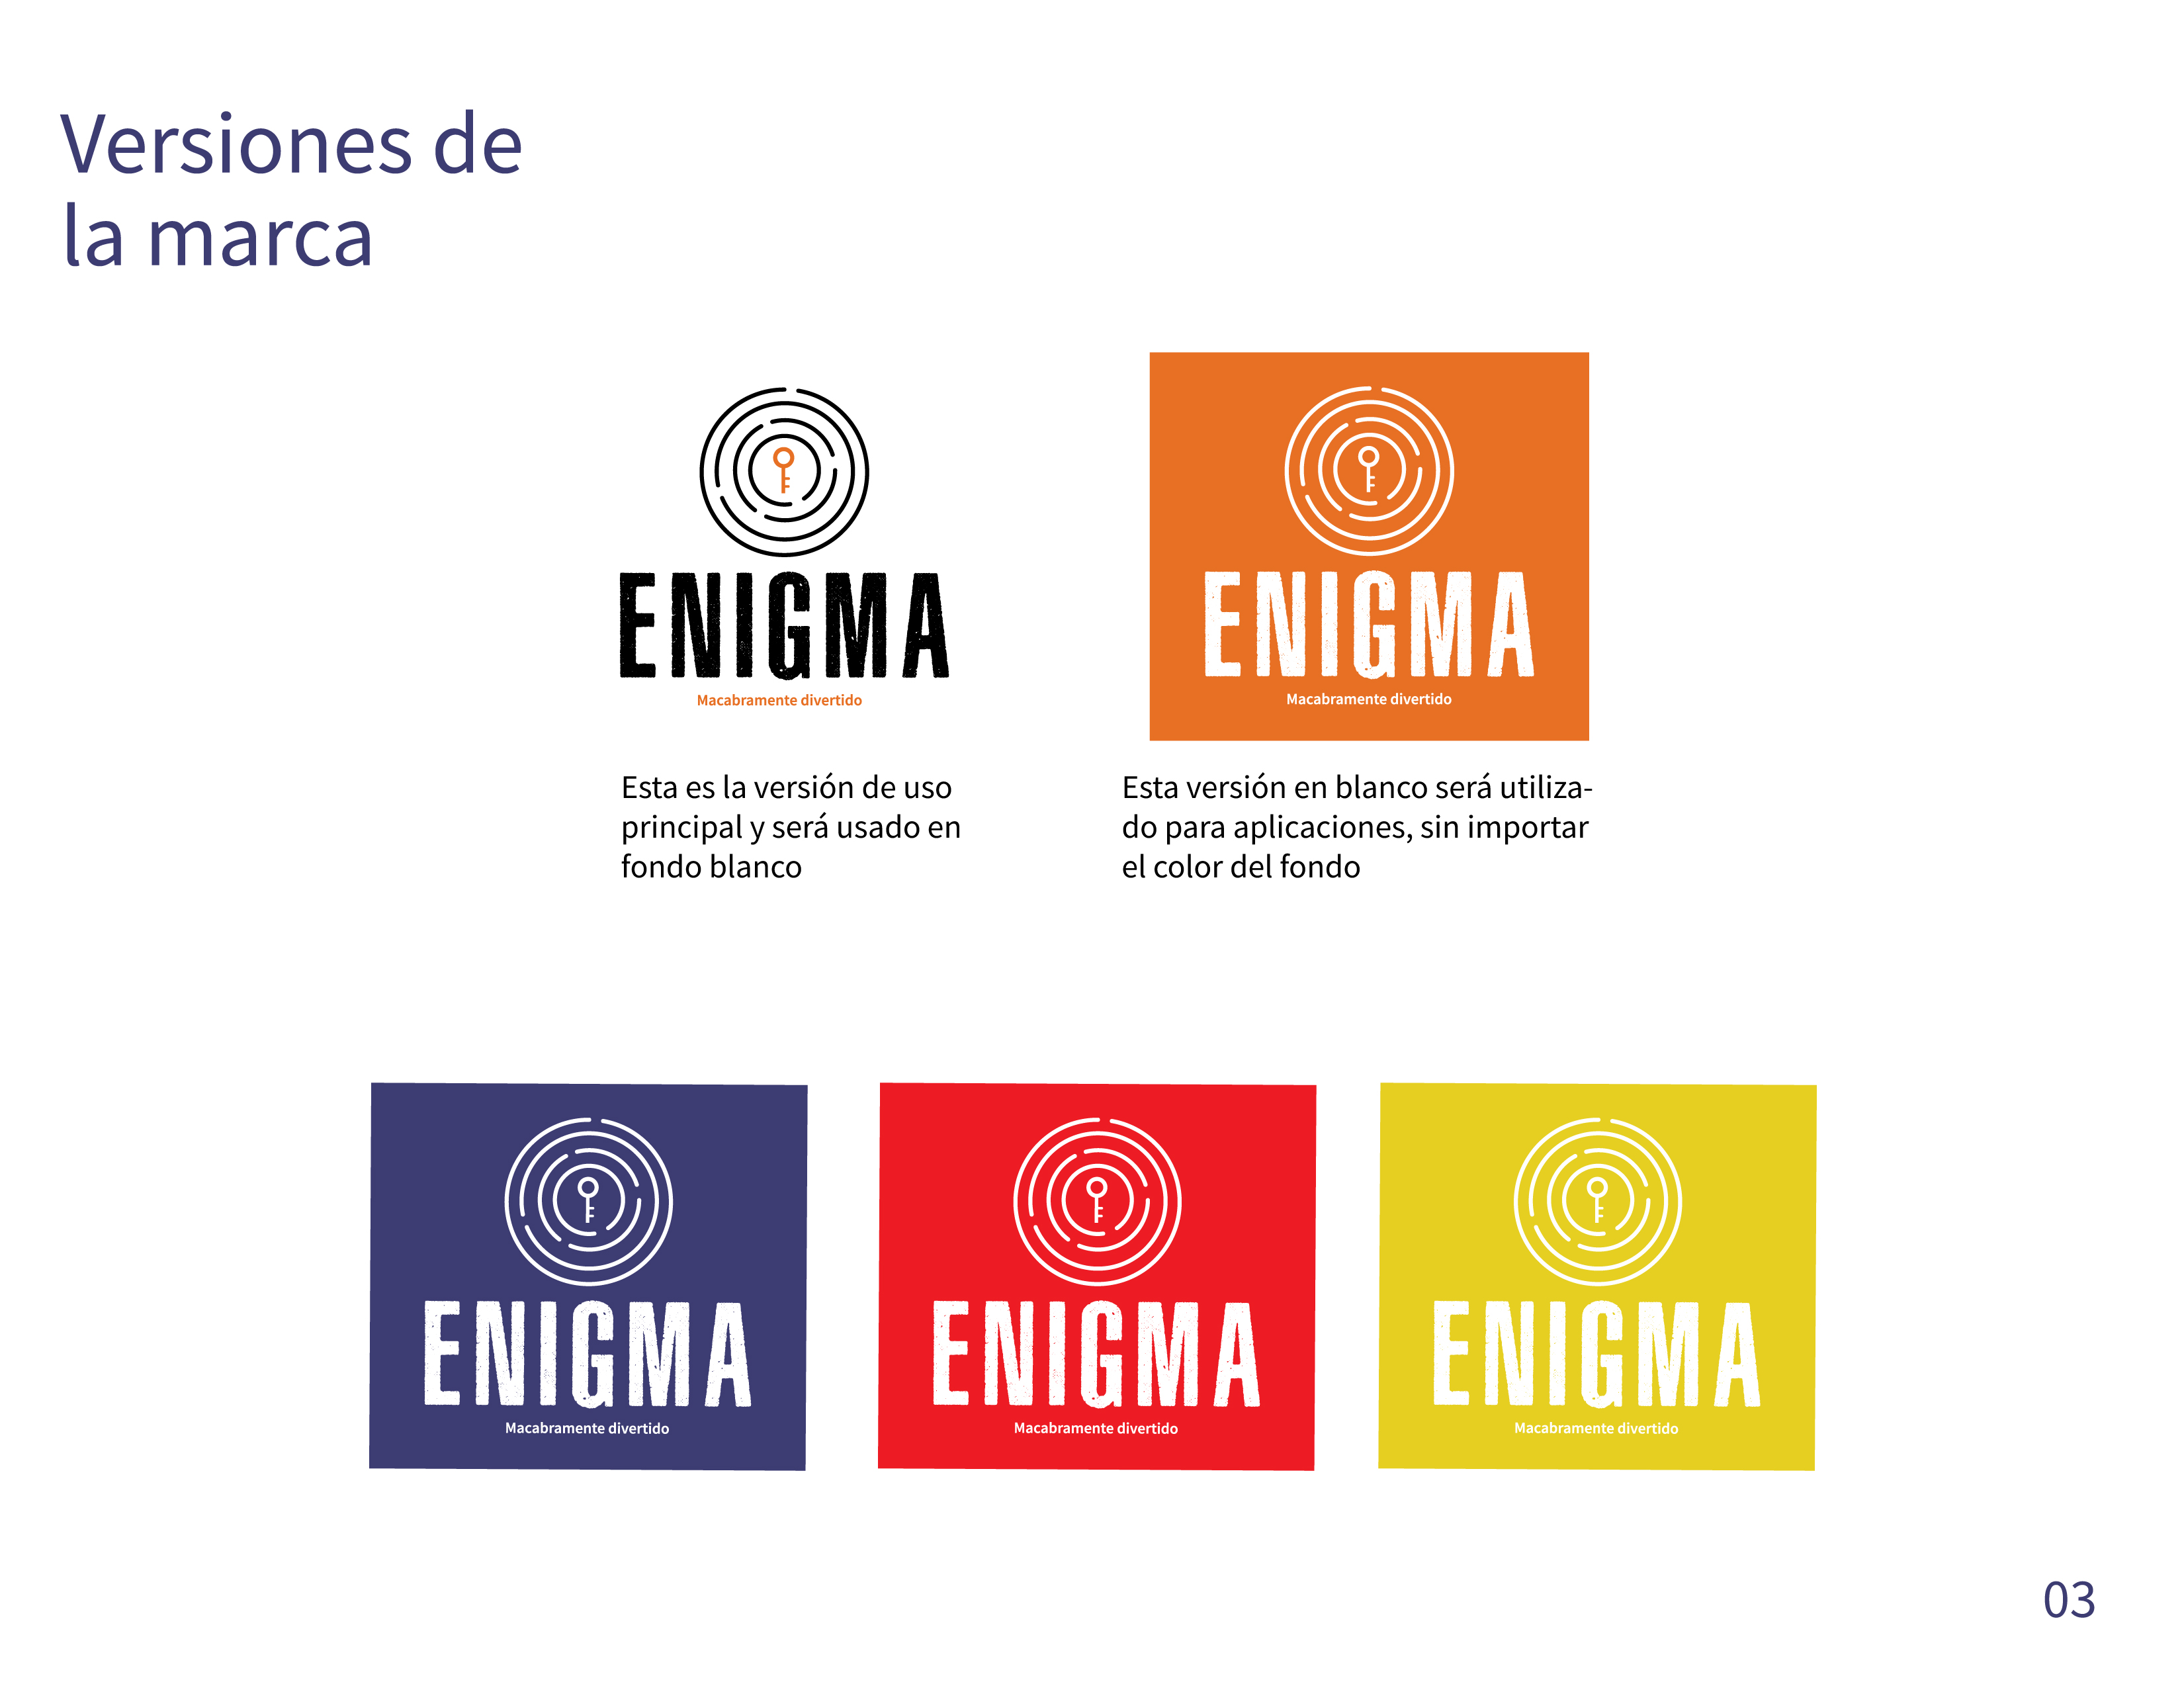 Versiones de
la marca
ENIGMA
Macabramente divertido
Esta es la versión de uso
principal y será usado en
fondo blanco
ENIGMA
Macabramente divertido
Esta versión en blanco será utiliza-
do para aplicaciones, sin importar
el color del fondo
ENIGMA
Macabramente divertido
ENIGMA
Macabramente divertido
ENIGMA
Macabramente divertido
03